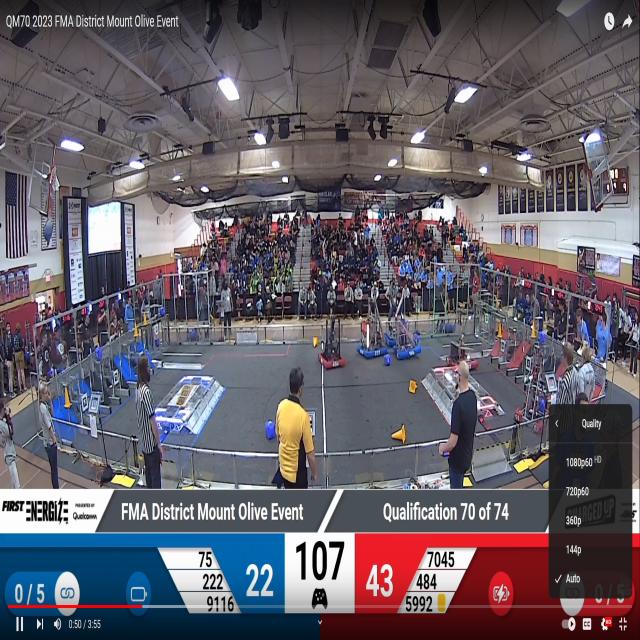 QM70 2023 FMA District Mount Olive Event
Quality
1080p60 HD
720p60
360p
144p
Auto
FIRST ENERGIZE PRESENTED BY Qualcomm
FMA District Mount Olive Event
Qualification 70 of 74
0 / 5
75
222
9116
22
107
43
7045
484
5992
0 / 5
0:50 / 3:55